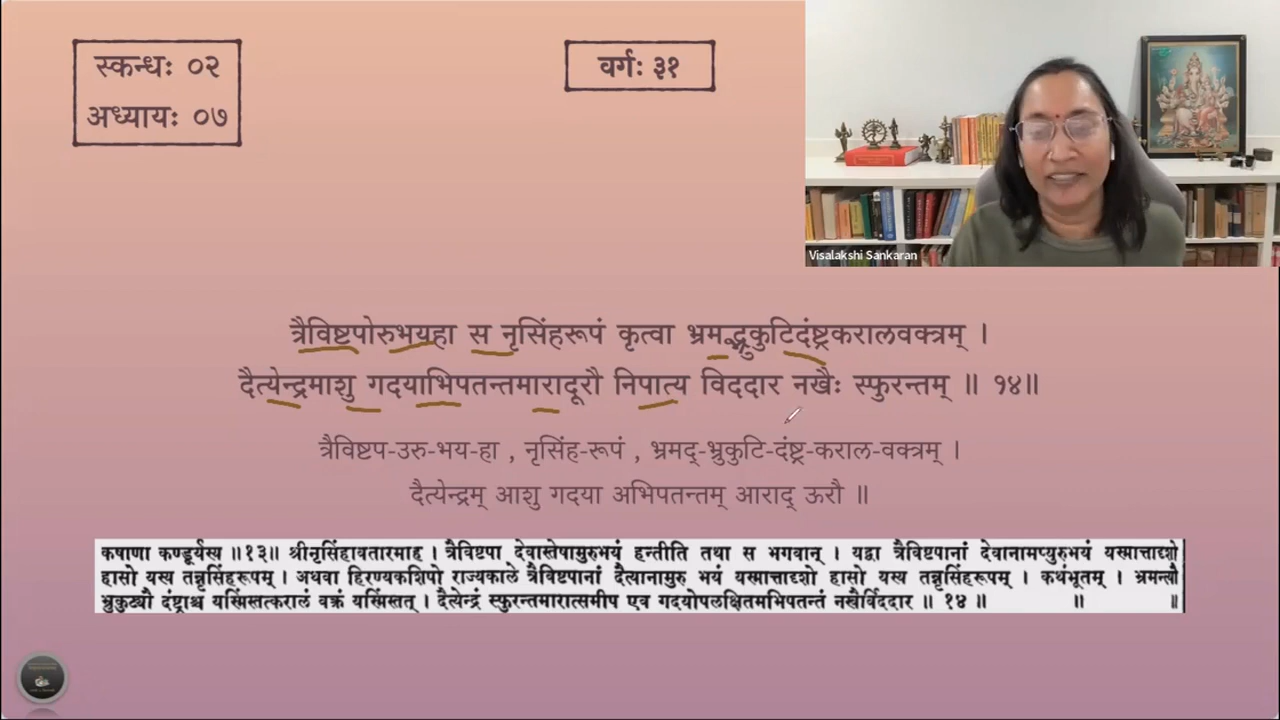 स्कन्धः ०२
अध्यायः ०७
वर्गः ३१
Visalakshi Sankaran
त्रैविष्टपोरुभयहा स नृसिंहरूपं कृत्वा भ्रमद्भ्रुकुटिदंष्ट्रकरालवक्त्रम् ।
दैत्येन्द्रमाशु गदयाभिपतन्तमारादूरौ निपात्य विददार नखैः स्फुरन्तम् ॥ १४॥
त्रैविष्टप-उरु-भय-हा , नृसिंह-रूपं , भ्रमद्-भ्रुकुटि-दंष्ट्र-कराल-वक्त्रम् ।
दैत्येन्द्रम् आशु गदया अभिपतन्तम् आराद् ऊरौ ॥
कषाणा कण्डूर्यस्य ॥१३॥ श्रीनृसिंहावतारमाह । त्रैविष्टपा देवास्तेषामुरुभयं हन्तीति तथा स भगवान् । यद्वा त्रैविष्टपानां देवानामप्युरुभयं यस्मात्तादृशो
हासो यस्य तन्नृसिंहरूपम् । अथवा हिरण्यकशिपो राज्यकाले त्रैविष्टपानां दैत्यानामुरु भयं यस्मात्तादृशो हासो यस्य तन्नृसिंहरूपम् । कथंभूतम् । भ्रमन्त्यौ
भ्रुकुट्यौ दंष्ट्राश्च यस्मिंस्तत्करालं वक्रं यस्मिंस्तत् । दैत्येन्द्रं स्फुरन्तमारात्समीप एव गदयोपलक्षितमभिपतन्तं नखैर्विददार ॥ १४ ॥ ॥ ॥